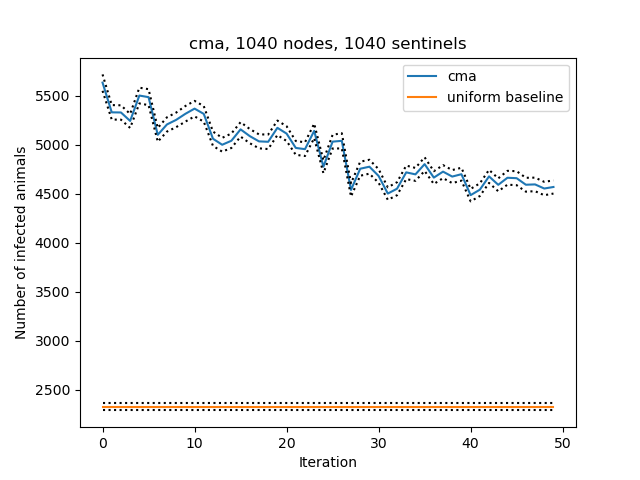 cma, 1040 nodes, 1040 sentinels
cma
uniform baseline
Number of infected animals
5500
5000
4500
4000
3500
3000
2500
0 10 20 30 40 50
Iteration